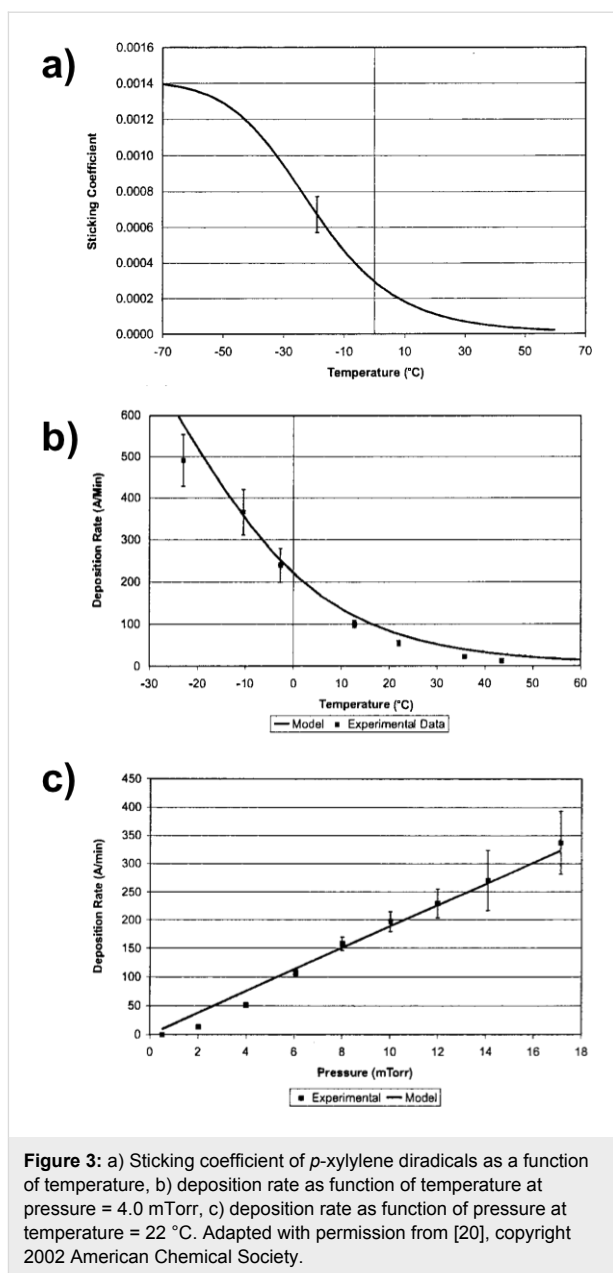 a)
0.0016
0.0014
0.0012
0.0010
0.0008
0.0006
0.0004
0.0002
0.0000
Sticking Coefficient
-70 -50 -30 -10 10 30 50 70
Temperature (°C)
b)
600
500
400
300
200
100
0
Deposition Rate (A/Min)
-30 -20 -10 0 10 20 30 40 50 60
Temperature (°C)
Model Experimental Data
c)
450
400
350
300
250
200
150
100
50
0
Deposition Rate (A/min)
0 2 4 6 8 10 12 14 16 18
Pressure (mTorr)
Experimental Model
Figure 3: a) Sticking coefficient of p-xylylene diradicals as a function
of temperature, b) deposition rate as function of temperature at
pressure = 4.0 mTorr, c) deposition rate as function of pressure at
temperature = 22 °C. Adapted with permission from [20], copyright
2002 American Chemical Society.